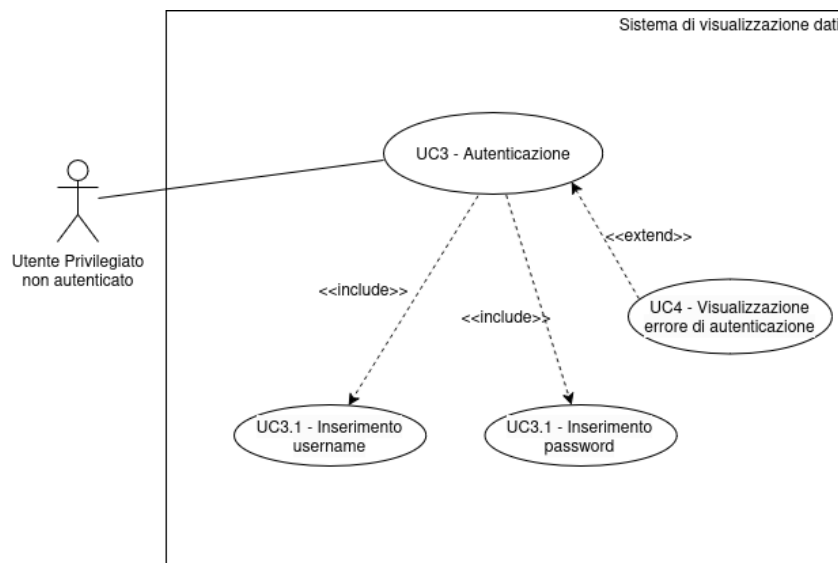 Sistema di visualizzazione dati
UC3 - Autenticazione
Utente Privilegiato
non autenticato
<<extend>>
<<include>>
<<include>>
UC4 - Visualizzazione
errore di autenticazione
UC3.1 - Inserimento
username
UC3.1 - Inserimento
password